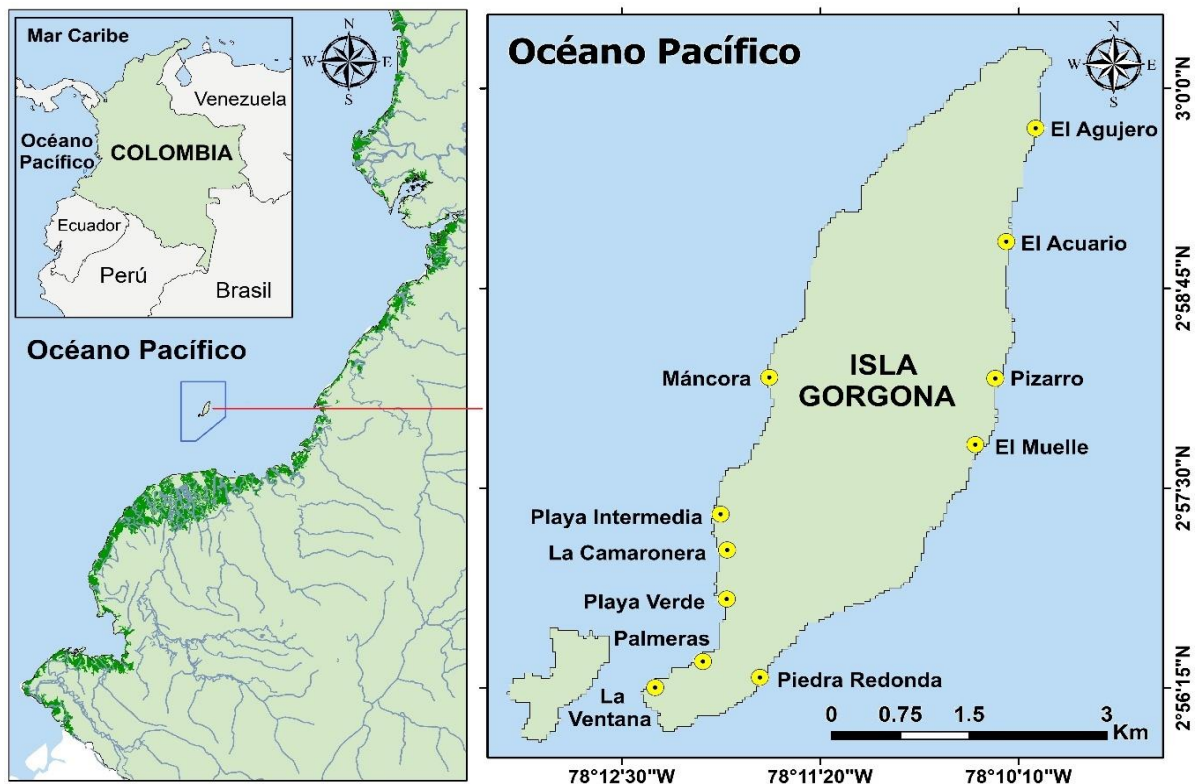 Mar Caribe
Venezuela
Océano
Pacífico
COLOMBIA
Ecuador
Perú
Brasil
N
W
E
S
Océano Pacífico
Océano Pacífico
N
W
E
S
El Agujero
El Acuario
Máncora
ISLA
GORGONA
Pizarro
El Muelle
Playa Intermedia
La Camaronera
Playa Verde
Palmeras
La
Ventana
Piedra Redonda
0 0.75 1.5 3
Km
3°0'0"N
2°58'45"N
2°57'30"N
2°56'15"N
78°12'30"W 78°11'20"W 78°10'10"W